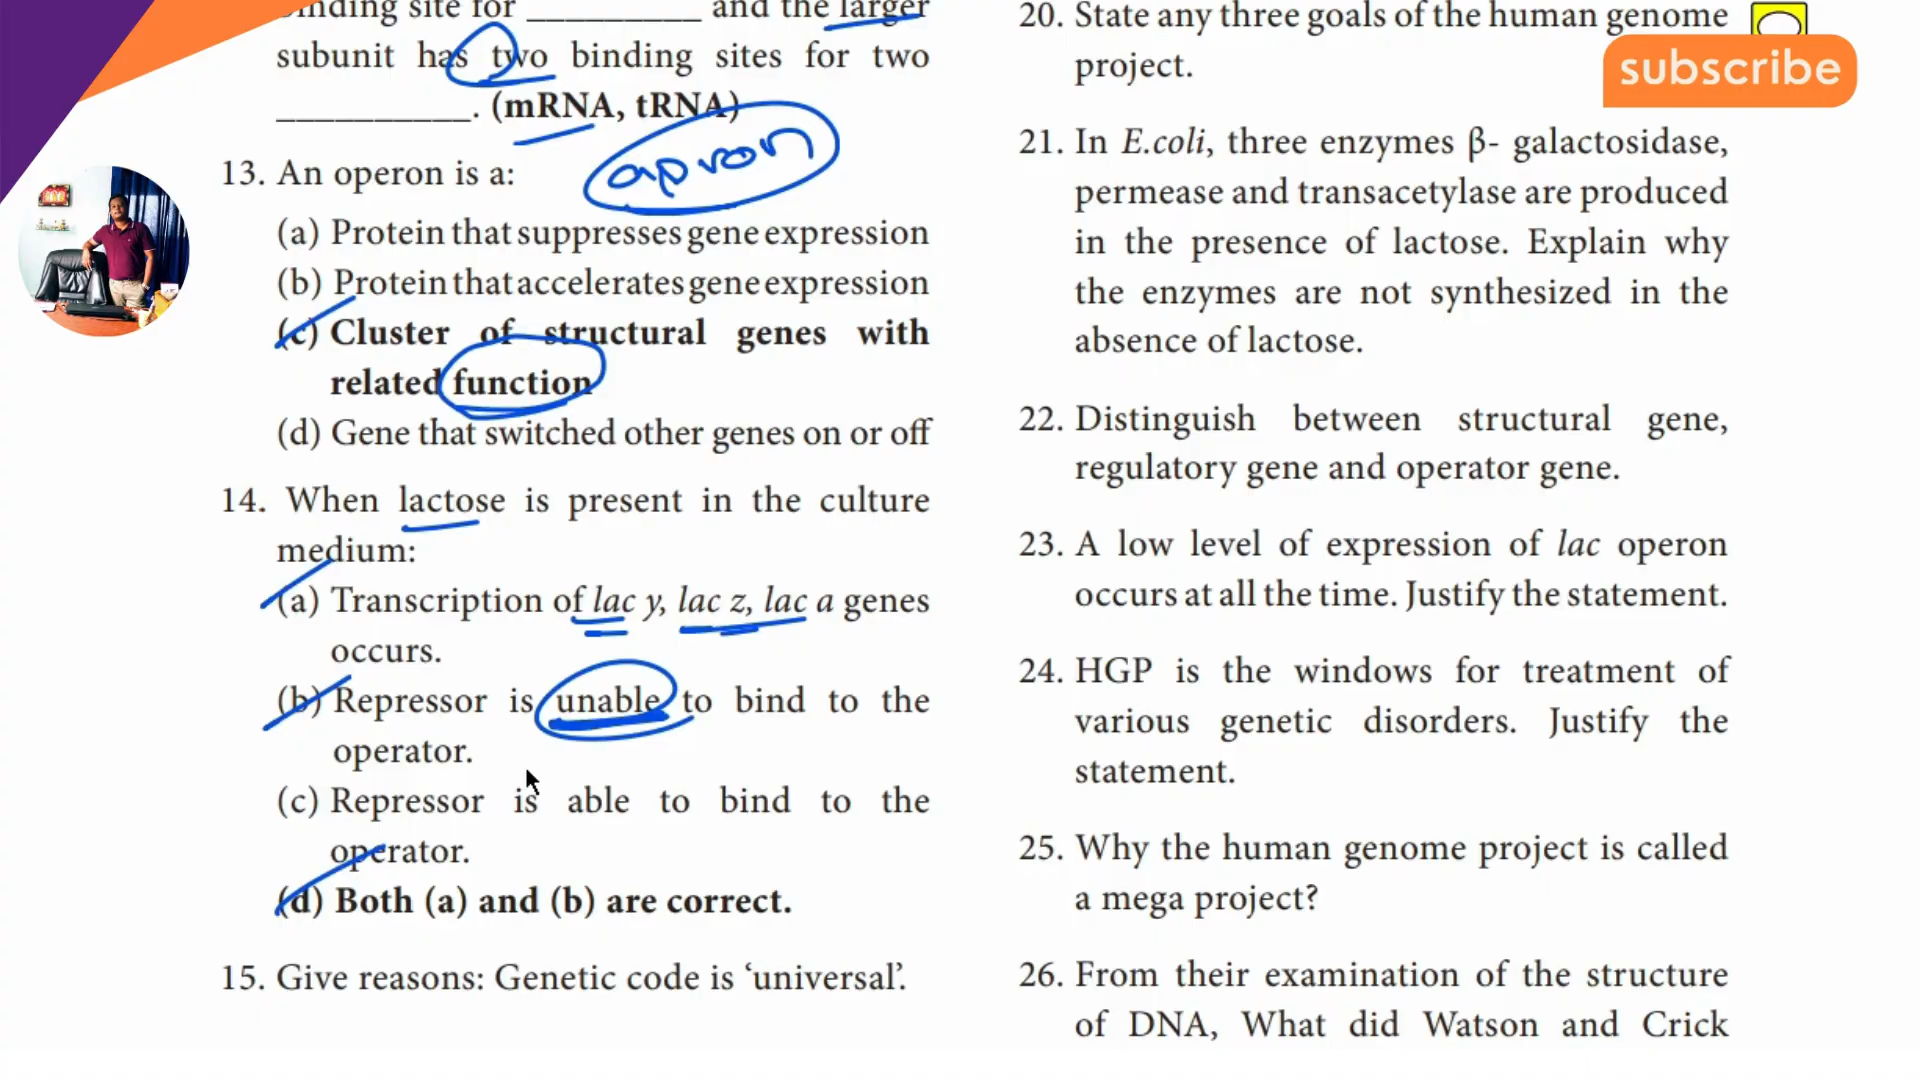 binding site for _________ and the larger
subunit has two binding sites for two
__________. (mRNA, tRNA)
13. An operon is a:
apron
(a) Protein that suppresses gene expression
(b) Protein that accelerates gene expression
(c) Cluster of structural genes with
related function
(d) Gene that switched other genes on or off
14. When lactose is present in the culture
medium:
(a) Transcription of lac y, lac z, lac a genes
occurs.
(b) Repressor is unable to bind to the
operator.
(c) Repressor is able to bind to the
operator.
(d) Both (a) and (b) are correct.
15. Give reasons: Genetic code is ‘universal’.
20. State any three goals of the human genome
project.
subscribe
21. In E.coli, three enzymes β- galactosidase,
permease and transacetylase are produced
in the presence of lactose. Explain why
the enzymes are not synthesized in the
absence of lactose.
22. Distinguish between structural gene,
regulatory gene and operator gene.
23. A low level of expression of lac operon
occurs at all the time. Justify the statement.
24. HGP is the windows for treatment of
various genetic disorders. Justify the
statement.
25. Why the human genome project is called
a mega project?
26. From their examination of the structure
of DNA, What did Watson and Crick